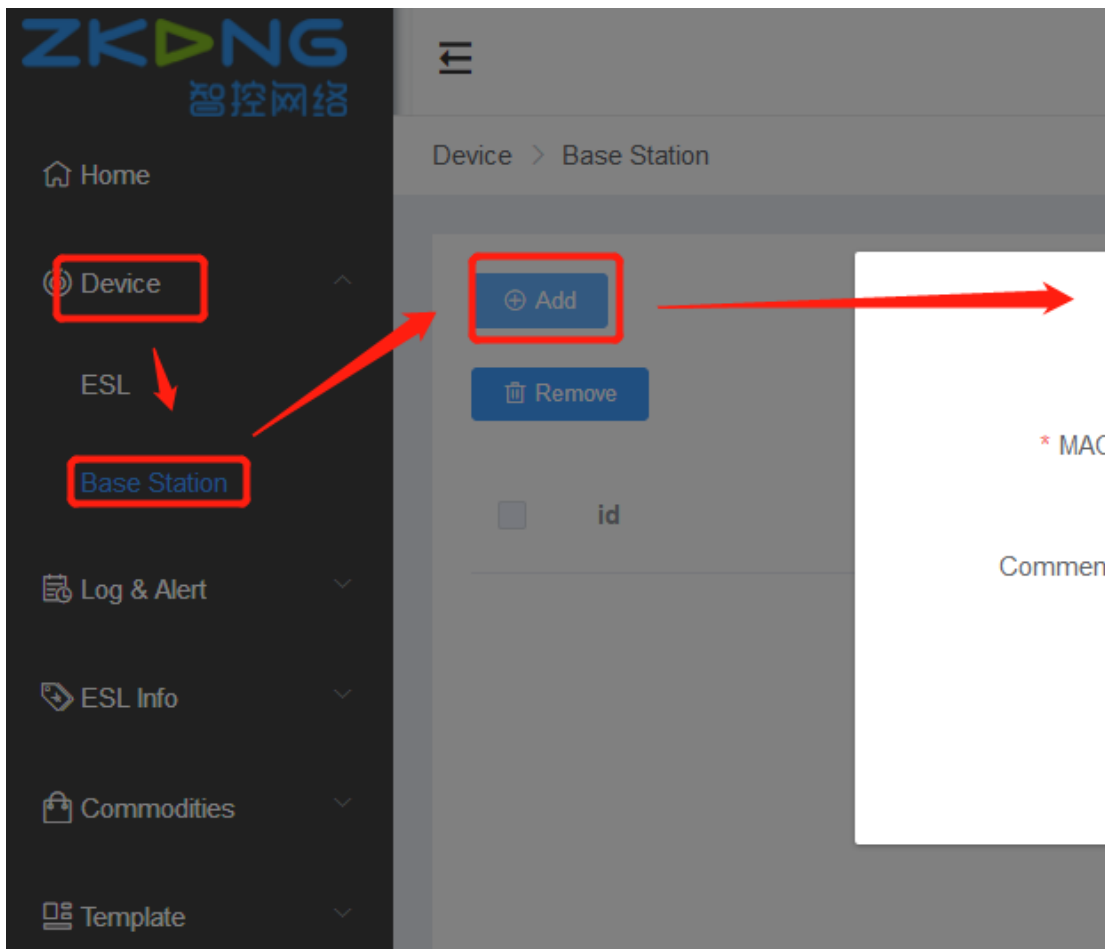 ZKONG
智控网络
Home
Device
ESL
Base Station
Log & Alert
ESL Info
Commodities
Template
Device > Base Station
Add
Remove
id
* MAC
Commen